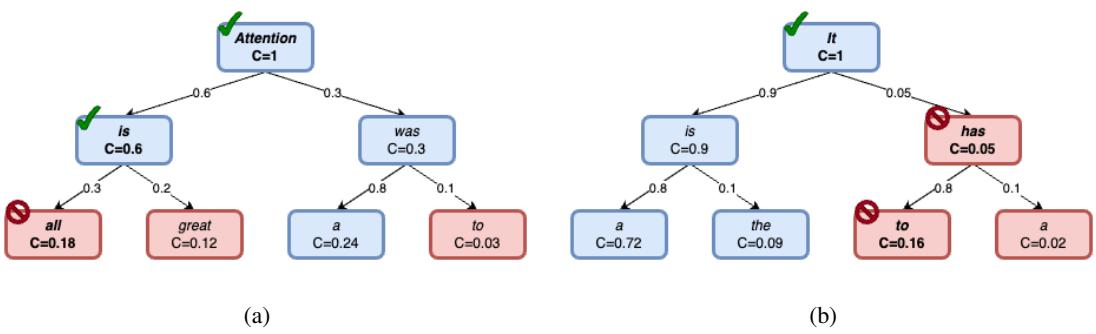 Attention
C=1
0.6
0.3
is
C=0.6
was
C=0.3
0.3
0.2
0.8
0.1
all
C=0.18
great
C=0.12
a
C=0.24
to
C=0.03
(a)
It
C=1
0.9
0.05
is
C=0.9
has
C=0.05
0.8
0.1
0.8
0.1
a
C=0.72
the
C=0.09
to
C=0.16
a
C=0.02
(b)